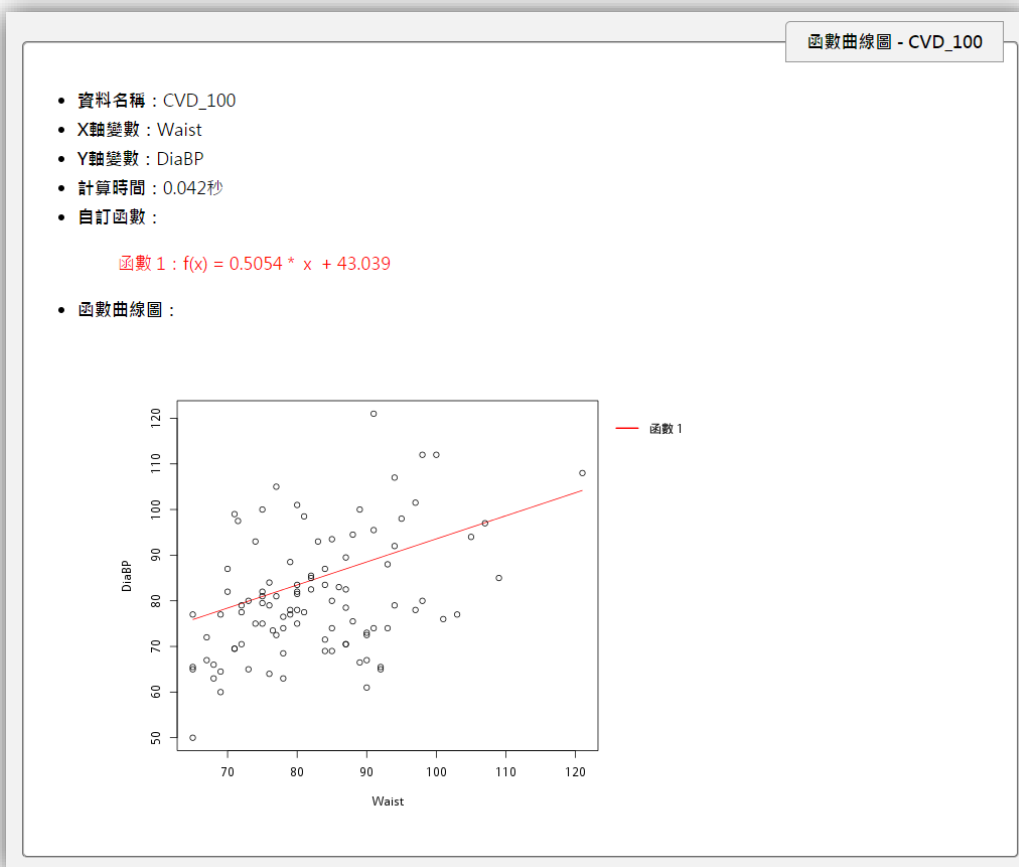 函數曲線圖 - CVD_100
資料名稱：CVD_100
X軸變數：Waist
Y軸變數：DiaBP
計算時間：0.042秒
自訂函數：
函數 1：f(x) = 0.5054 * x + 43.039
函數曲線圖：
函數 1
120
110
100
90
80
70
60
50
DiaBP
70 80 90 100 110 120
Waist